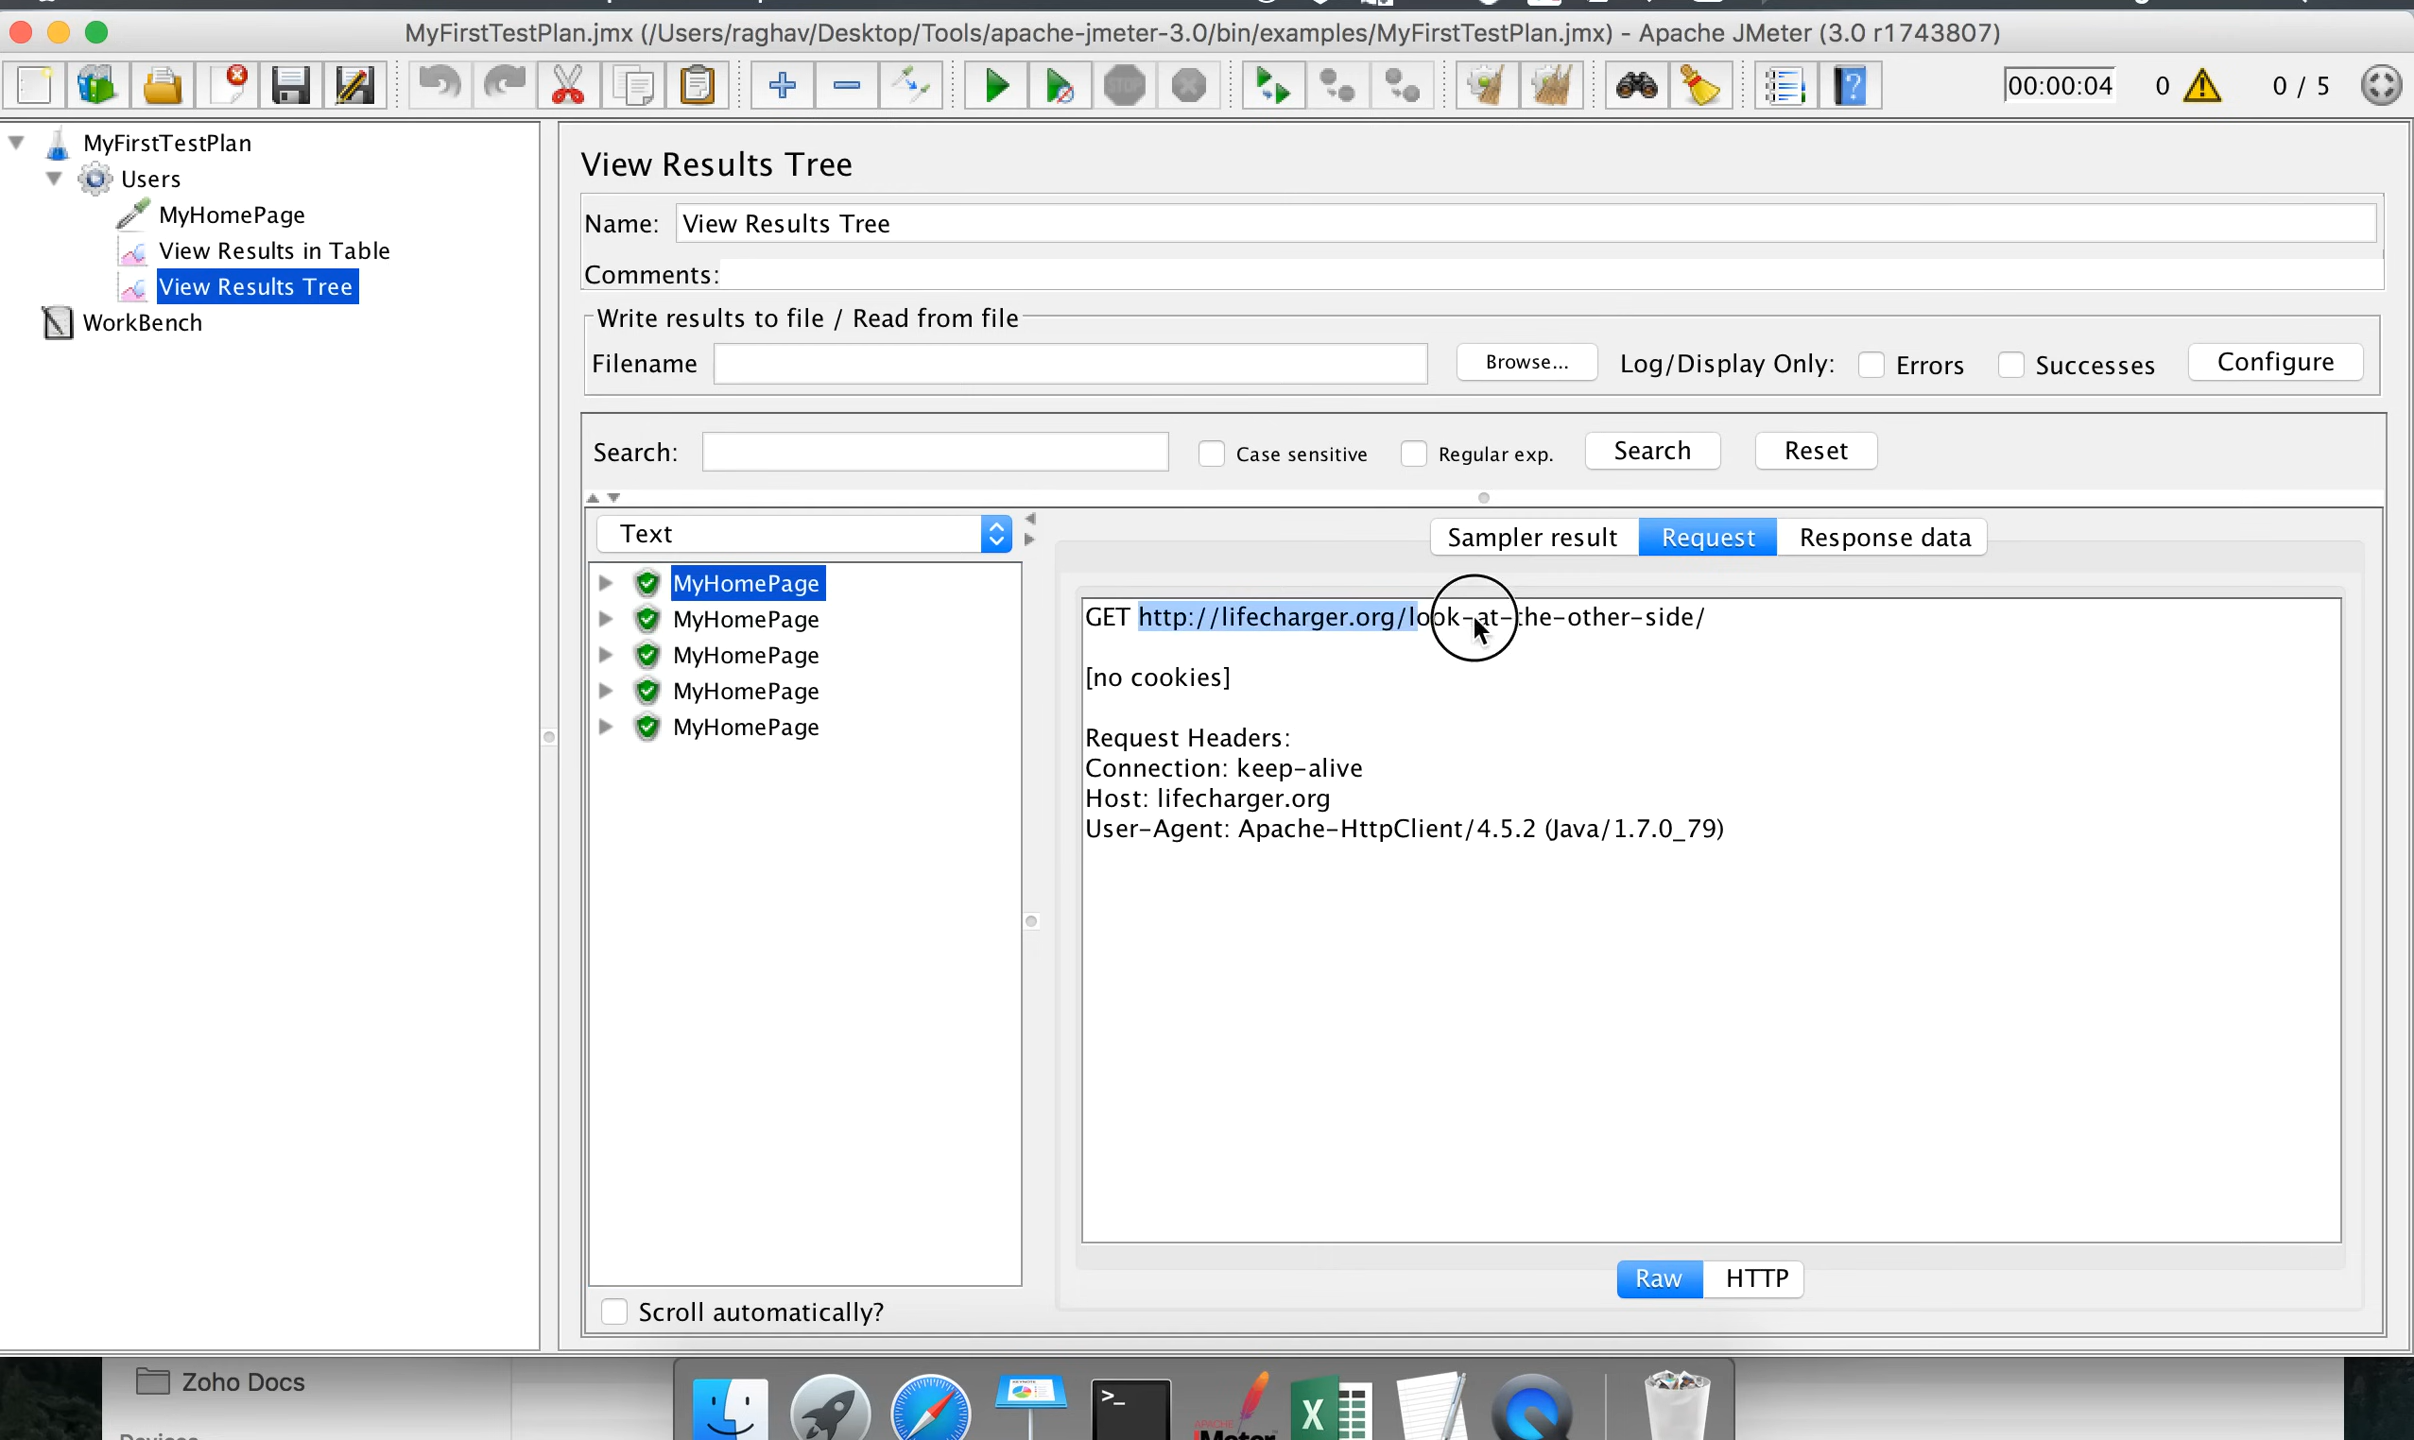 MyFirstTestPlan.jmx (/Users/raghav/Desktop/Tools/apache-jmeter-3.0/bin/examples/MyFirstTestPlan.jmx) - Apache JMeter (3.0 r1743807)
STOP
00:00:04 0 0 / 5
MyFirstTestPlan
Users
MyHomePage
View Results in Table
View Results Tree
WorkBench
View Results Tree
Name: View Results Tree
Comments:
Write results to file / Read from file
Filename Browse... Log/Display Only: Errors Successes Configure
Search: Case sensitive Regular exp. Search Reset
Text
Sampler result Request Response data
MyHomePage
MyHomePage
MyHomePage
MyHomePage
MyHomePage
GET http://lifecharger.org/look-at-the-other-side/
[no cookies]
Request Headers:
Connection: keep-alive
Host: lifecharger.org
User-Agent: Apache-HttpClient/4.5.2 (Java/1.7.0_79)
Raw HTTP
Scroll automatically?
Zoho Docs